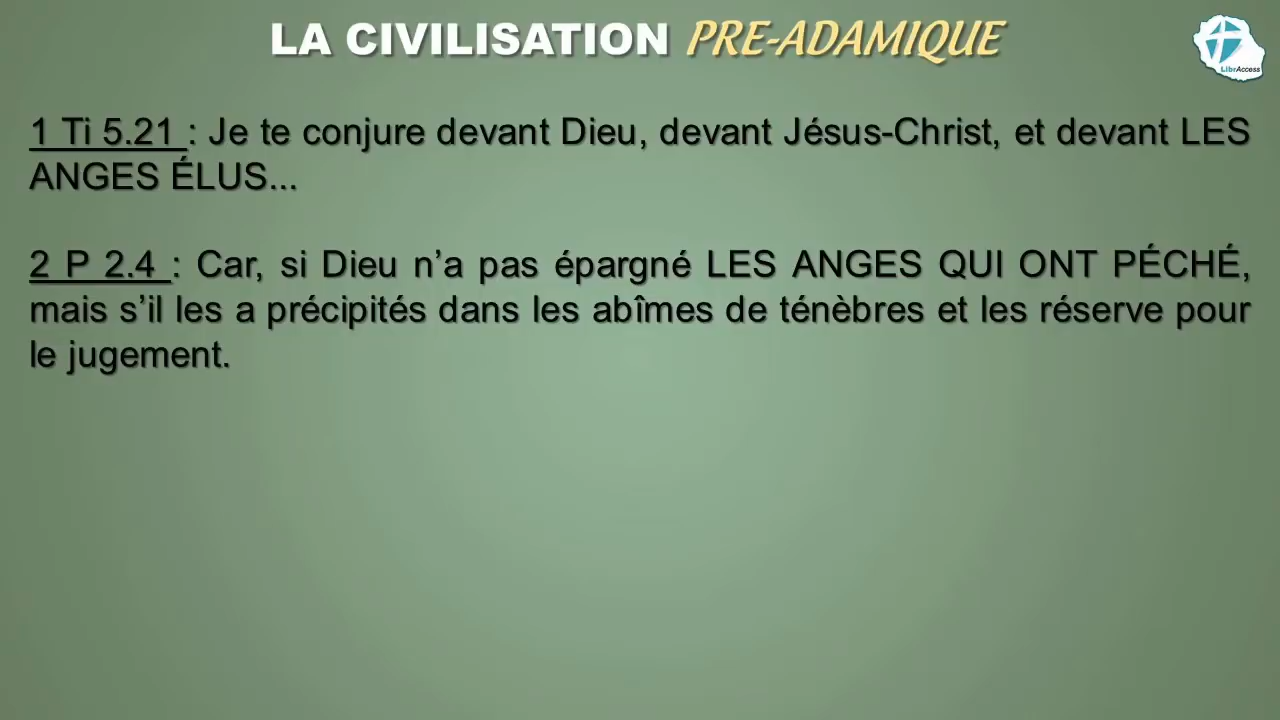 LA CIVILISATION PRE-ADAMIQUE
LibrAccess
1 Ti 5.21 : Je te conjure devant Dieu, devant Jésus-Christ, et devant LES
ANGES ÉLUS...
2 P 2.4 : Car, si Dieu n’a pas épargné LES ANGES QUI ONT PÉCHÉ,
mais s’il les a précipités dans les abîmes de ténèbres et les réserve pour
le jugement.